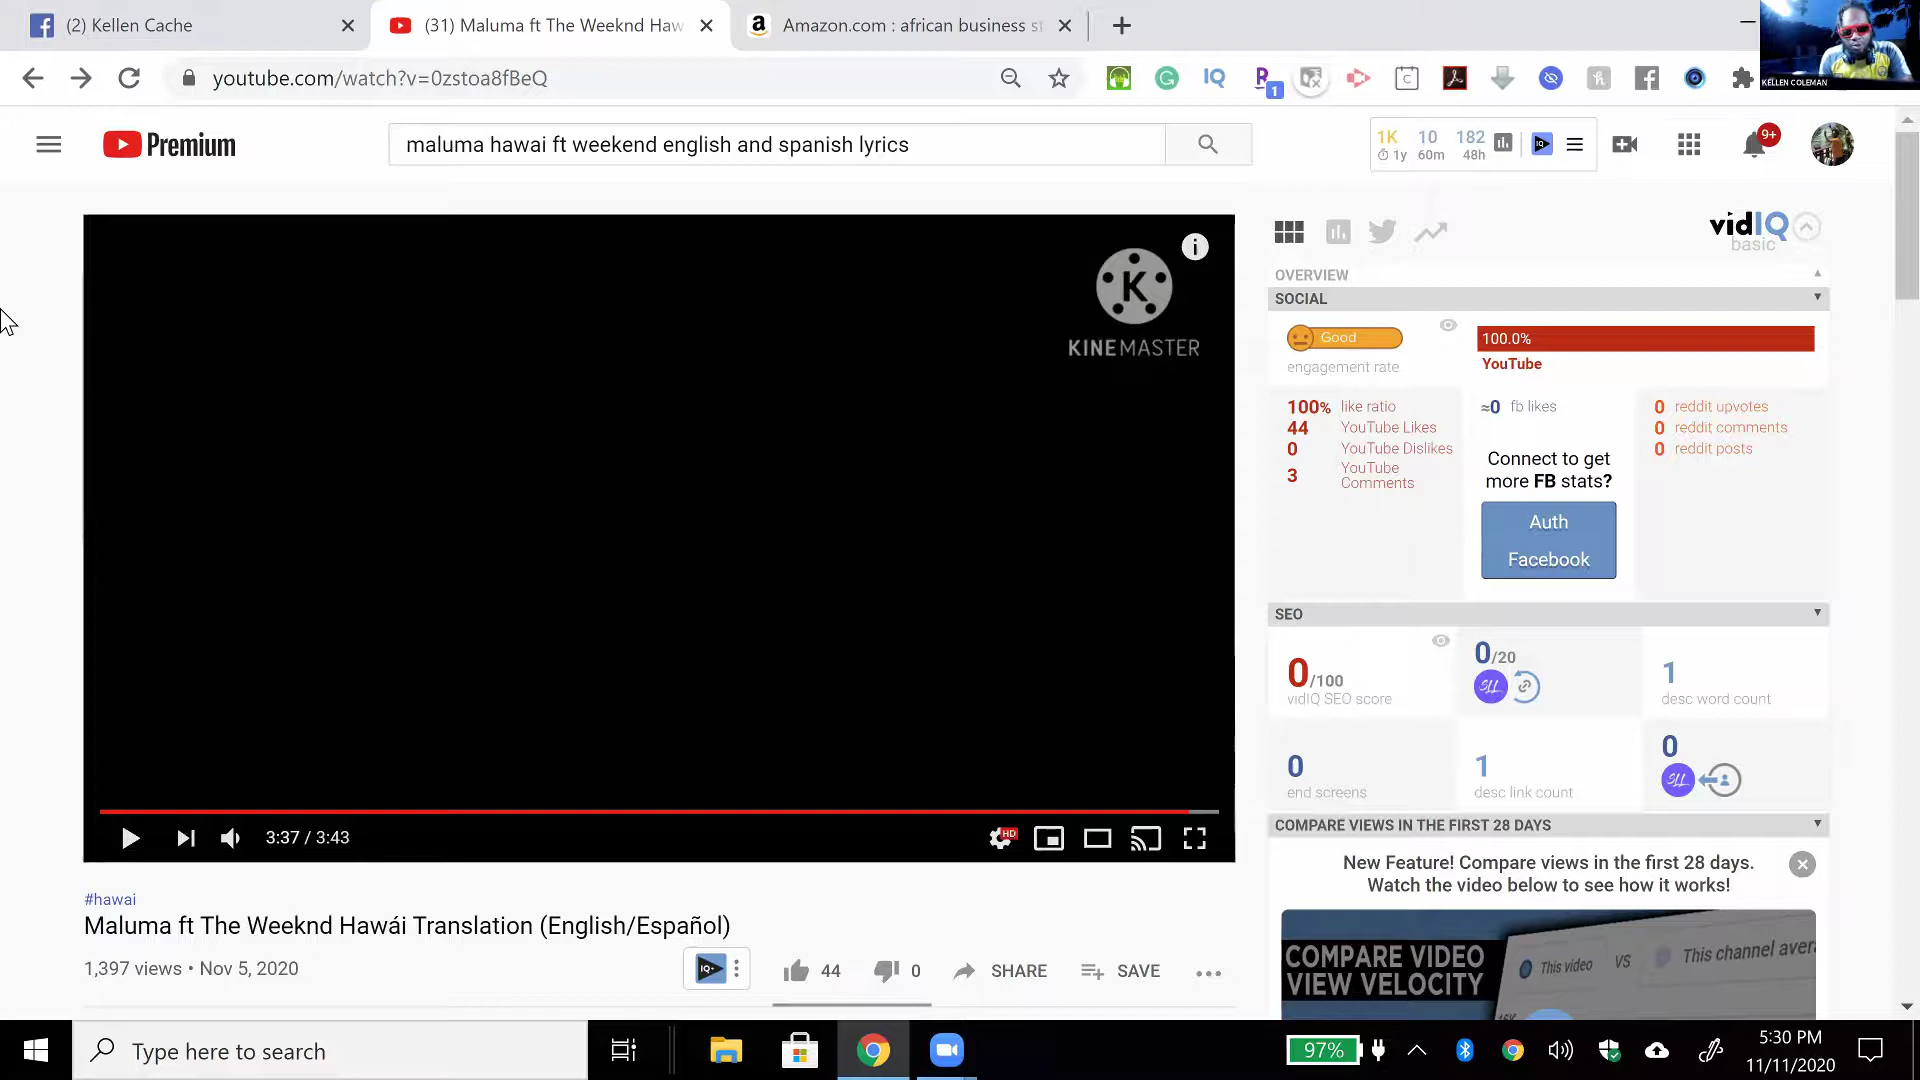 (2) Kellen Cache
(31) Maluma ft The Weeknd Haw
Amazon.com : african business s
KELLEN COLEMAN
youtube.com/watch?v=0zstoa8fBeQ
1
Premium
maluma hawai ft weekend english and spanish lyrics
1K 10 182
1y 60m 48h
9+
vidIQ
basic
KINEMASTER
OVERVIEW
SOCIAL
Good
engagement rate
100.0%
YouTube
100% like ratio
44 YouTube Likes
0 YouTube Dislikes
3 YouTube Comments
≈0 fb likes
Connect to get
more FB stats?
Auth
Facebook
0 reddit upvotes
0 reddit comments
0 reddit posts
SEO
0/100
vidIQ SEO score
0/20
1
desc word count
0
end screens
1
desc link count
0
COMPARE VIEWS IN THE FIRST 28 DAYS
New Feature! Compare views in the first 28 days.
Watch the video below to see how it works!
COMPARE VIDEO
VIEW VELOCITY
This video VS This channel avera
3:37 / 3:43
HD
#hawai
Maluma ft The Weeknd Hawái Translation (English/Español)
1,397 views • Nov 5, 2020
44
0
SHARE
SAVE
Type here to search
97%
5:30 PM
11/11/2020